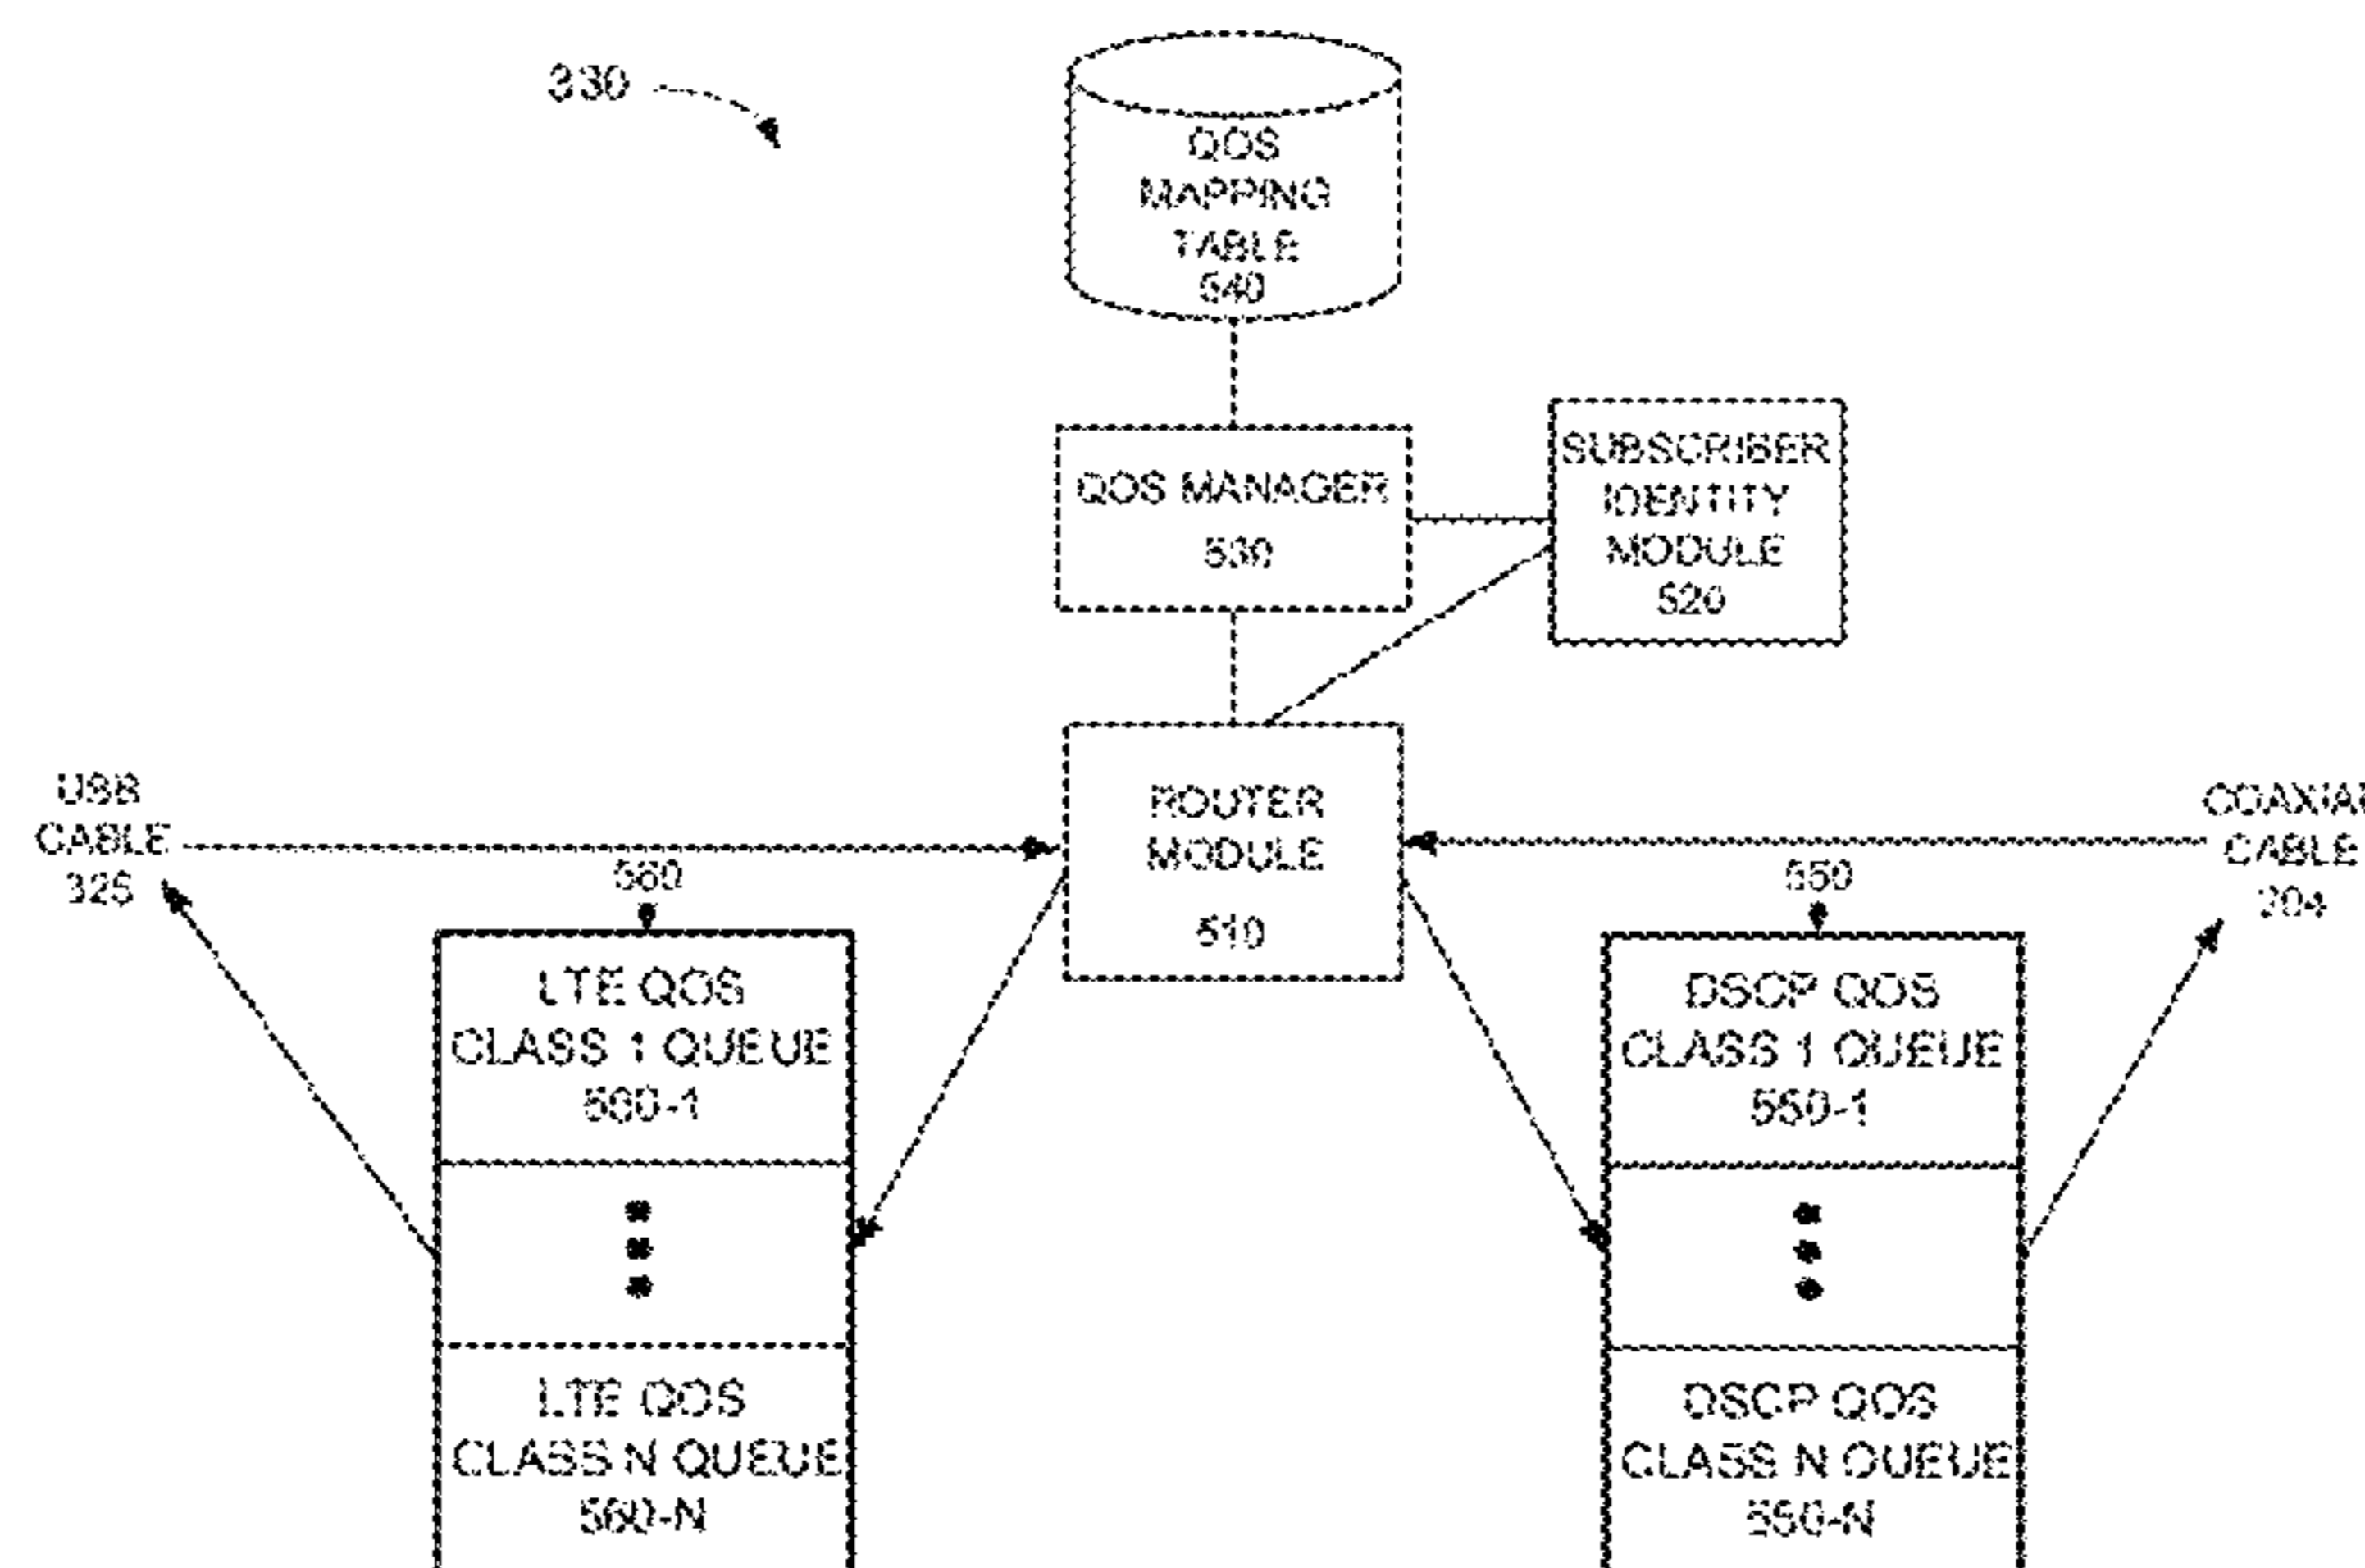 330
QOS
MAPPING
TABLE
540
QOS MANAGER
530
SUBSCRIBER
IDENTITY
MODULE
520
ROUTER
MODULE
510
USB
CABLE
325
COAXIAL
CABLE
204
560
550
LTE QOS
CLASS 1 QUEUE
560-1
DSCP QOS
CLASS 1 QUEUE
550-1
LTE QOS
CLASS N QUEUE
560-N
DSCP QOS
CLASS N QUEUE
550-N